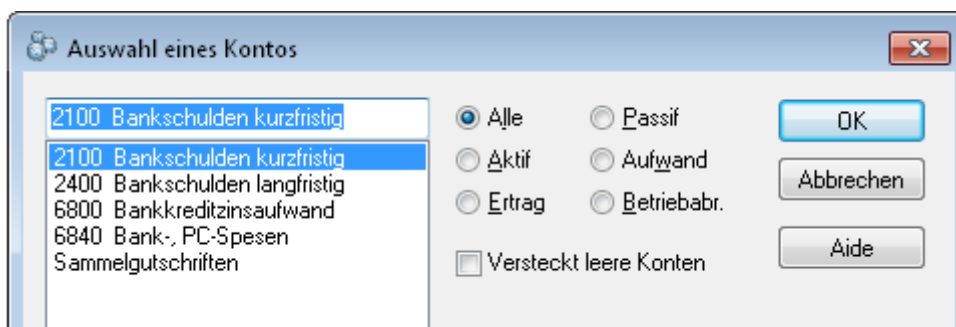 Auswahl eines Kontos
2100 Bankschulden kurzfristig
2100 Bankschulden kurzfristig
2400 Bankschulden langfristig
6800 Bankkreditzinsaufwand
6840 Bank-, PC-Spesen
Sammelgutschriften
Alle
Passif
Aktif
Aufwand
Ertrag
Betriebabr.
Versteckt leere Konten
OK
Abbrechen
Aide